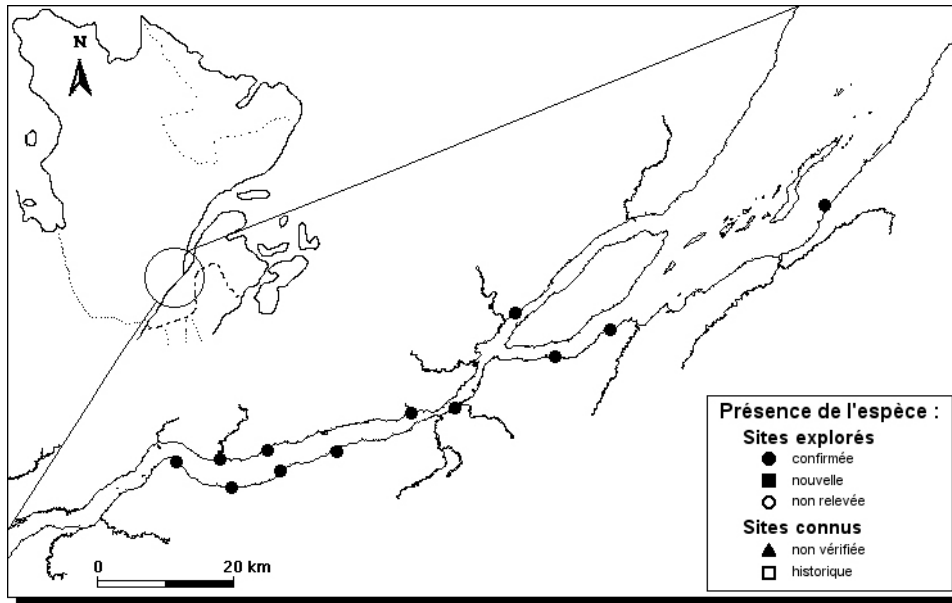 N
0 20 km
Présence de l'espèce :
Sites explorés
confirmée
nouvelle
non relevée
Sites connus
non vérifiée
historique